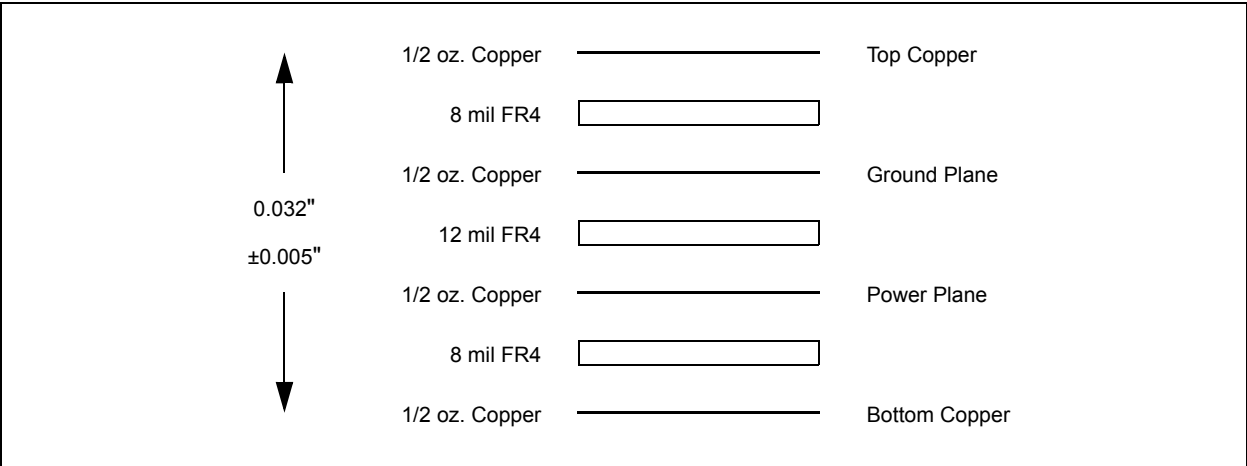 1/2 oz. Copper Top Copper
8 mil FR4
1/2 oz. Copper Ground Plane
0.032"
12 mil FR4
±0.005"
1/2 oz. Copper Power Plane
8 mil FR4
1/2 oz. Copper Bottom Copper